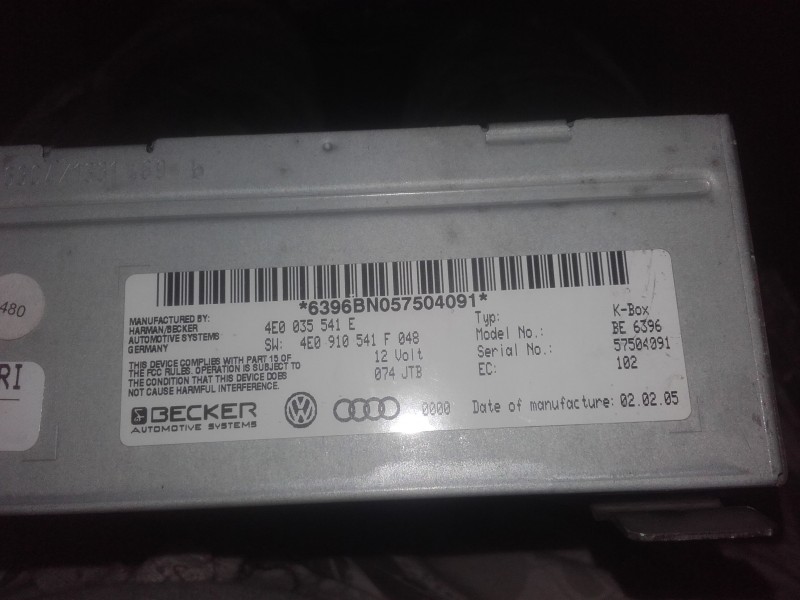 480
RI
*6396BN057504091*
MANUFACTURED BY:
HARMAN/BECKER
AUTOMOTIVE SYSTEMS
GERMANY
4E0 035 541 E
SW: 4E0 910 541 F 048
12 Volt
074 JTB
THIS DEVICE COMPLIES WITH PART 15 OF
THE FCC RULES. OPERATION IS SUBJECT TO
THE CONDITION THAT THIS DEVICE DOES
NOT CAUSE HARMFUL INTERFERENCE.
Typ: K-Box
Model No.: BE 6396
Serial No.: 57504091
EC: 102
BECKER
AUTOMOTIVE SYSTEMS
0000
Date of manufacture: 02.02.05